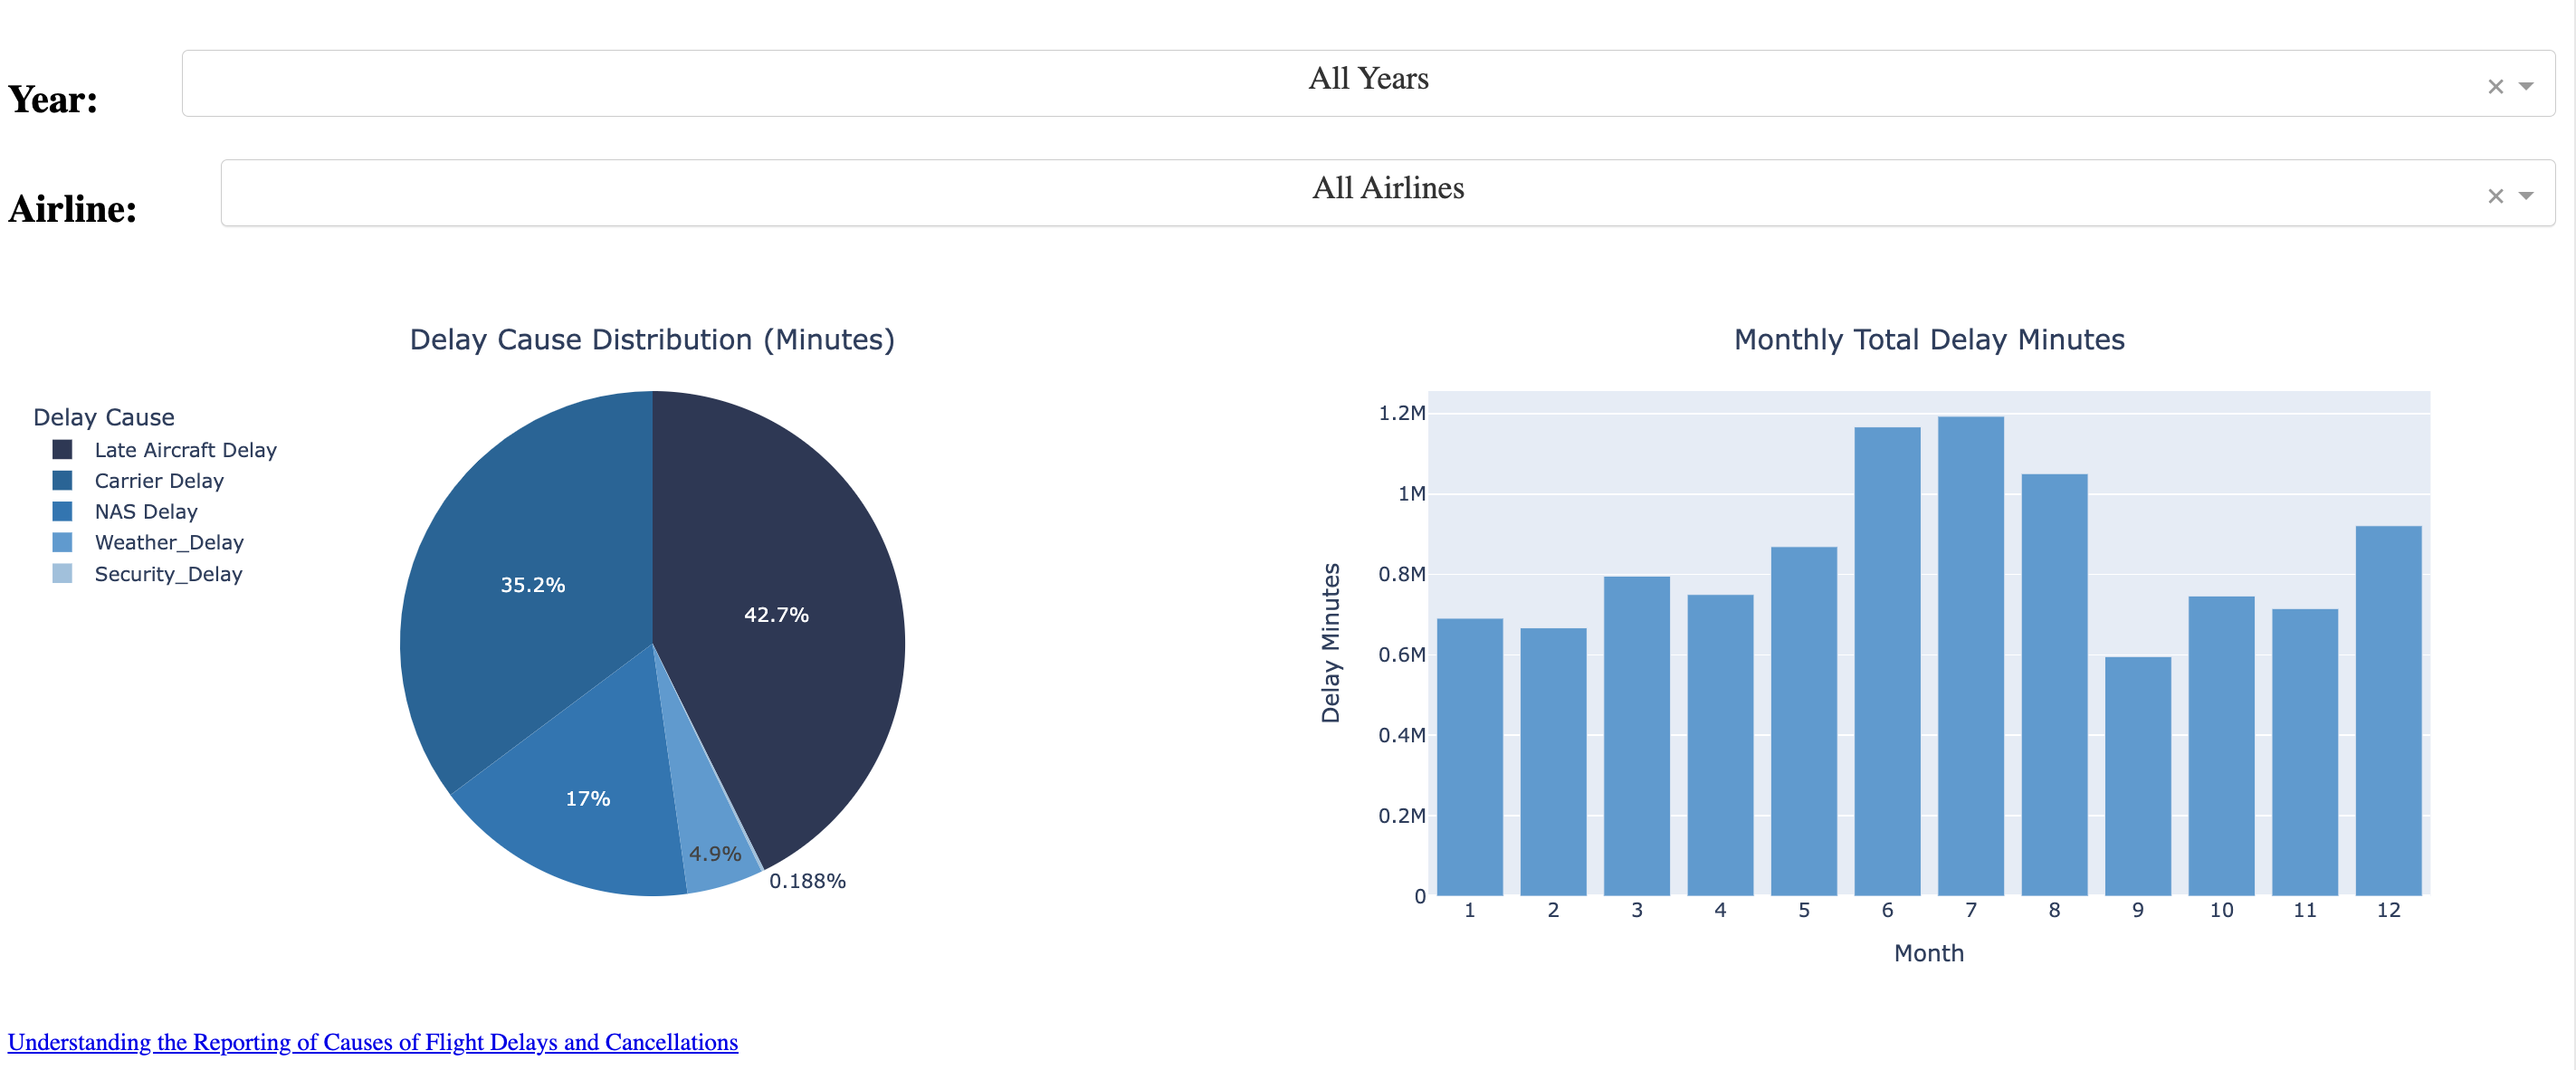 Year:
All Years
Airline:
All Airlines
Delay Cause Distribution (Minutes)
Delay Cause
Late Aircraft Delay
Carrier Delay
NAS Delay
Weather_Delay
Security_Delay
35.2%
42.7%
17%
4.9%
0.188%
Monthly Total Delay Minutes
Delay Minutes
1.2M
1M
0.8M
0.6M
0.4M
0.2M
0
1 2 3 4 5 6 7 8 9 10 11 12
Month
Understanding the Reporting of Causes of Flight Delays and Cancellations